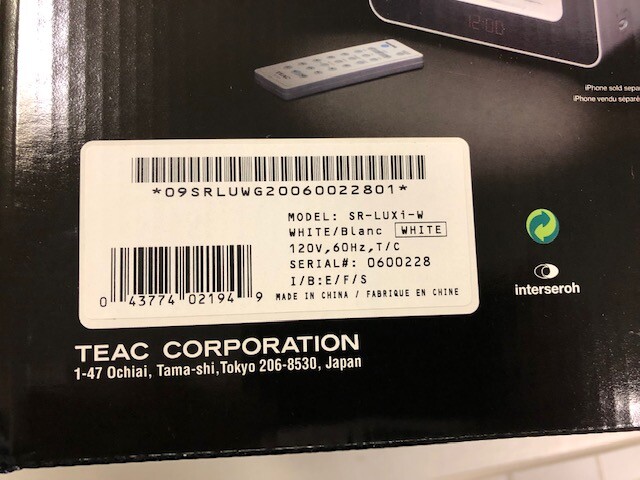 12:00
iPhone sold sepa
iPhone vendu séparé
*09SRLUWG20060022801*
MODEL: SR-LUXi-W
WHITE/Blanc WHITE
120V,60Hz,T/C
SERIAL#: 0600228
I/B:E/F/S
MADE IN CHINA / FABRIQUE EN CHINE
0 43774 02194 9
interseroh
TEAC CORPORATION
1-47 Ochiai, Tama-shi,Tokyo 206-8530, Japan